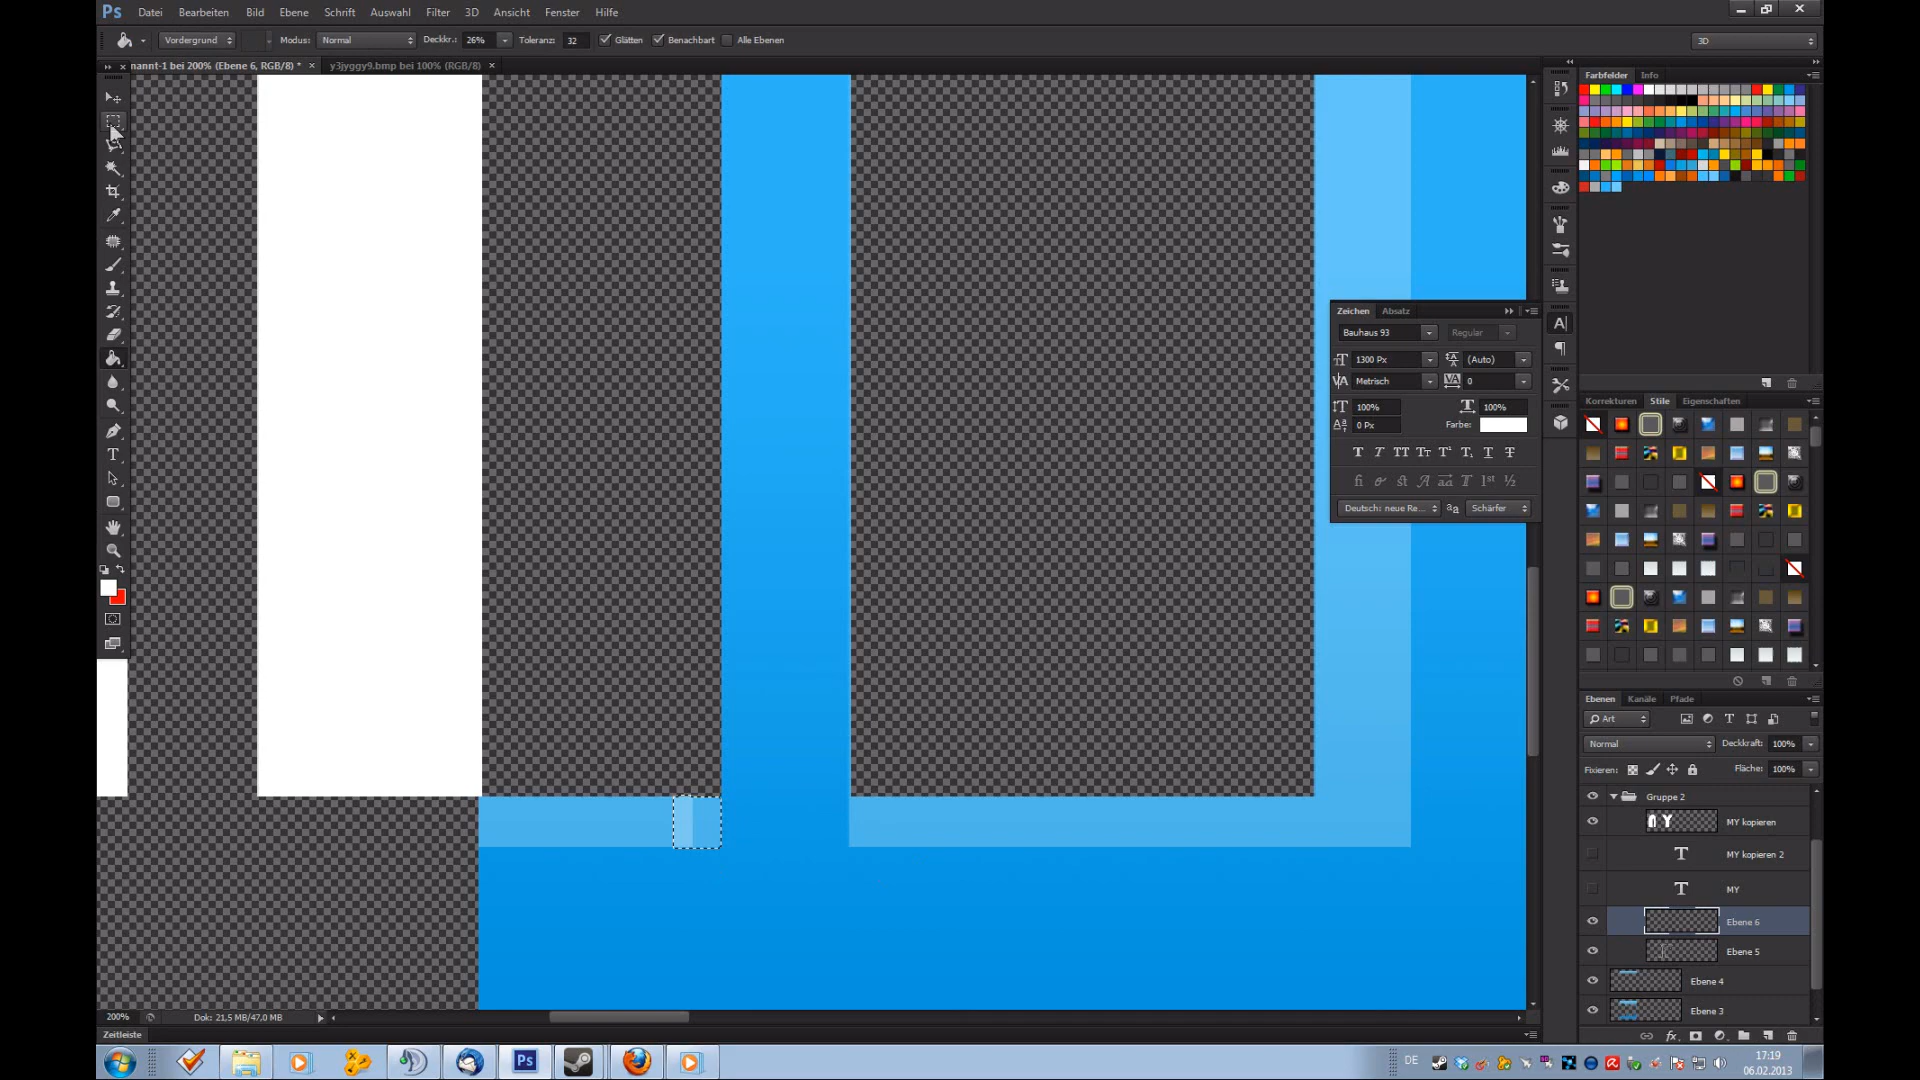 Ps Datei Bearbeiten Bild Ebene Schrift Auswahl Filter 3D Ansicht Fenster Hilfe
Vordergrund Modus: Normal Deckkr.: 26% Toleranz: 32 Glätten Benachbart Alle Ebenen 3D
nannt-1 bei 200% (Ebene 6, RGB/8) * × y3jyggy9.bmp bei 100% (RGB/8) ×
Farbfelder Info
Zeichen Absatz
Bauhaus 93 Regular
1300 Px (Auto)
Metrisch 0
100% 100%
0 Px Farbe:
Deutsch: neue Re... aa Schärfer
Korrekturen Stile Eigenschaften
Ebenen Kanäle Pfade
Art
Normal Deckkraft: 100%
Fixieren: Fläche: 100%
Gruppe 2
MY kopieren
MY kopieren 2
MY
Ebene 6
Ebene 5
Ebene 4
Ebene 3
200% Dok: 21,5 MB/47,0 MB
Zeitleiste
Ps DE 17:19
06.02.2013